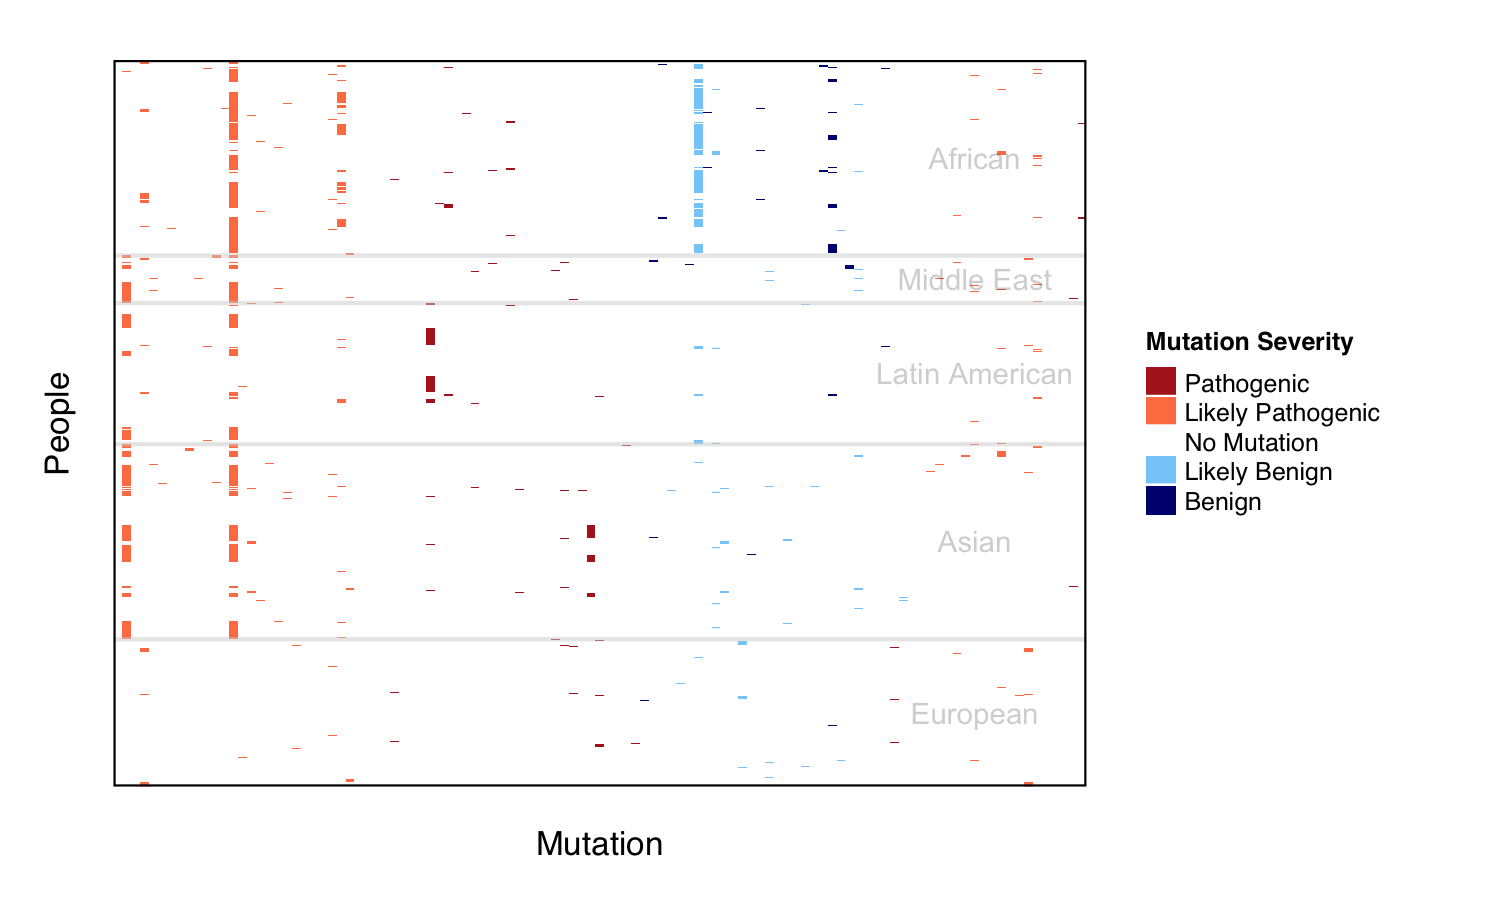 African
Middle East
Latin American
Asian
European
People
Mutation
Mutation Severity
Pathogenic
Likely Pathogenic
No Mutation
Likely Benign
Benign